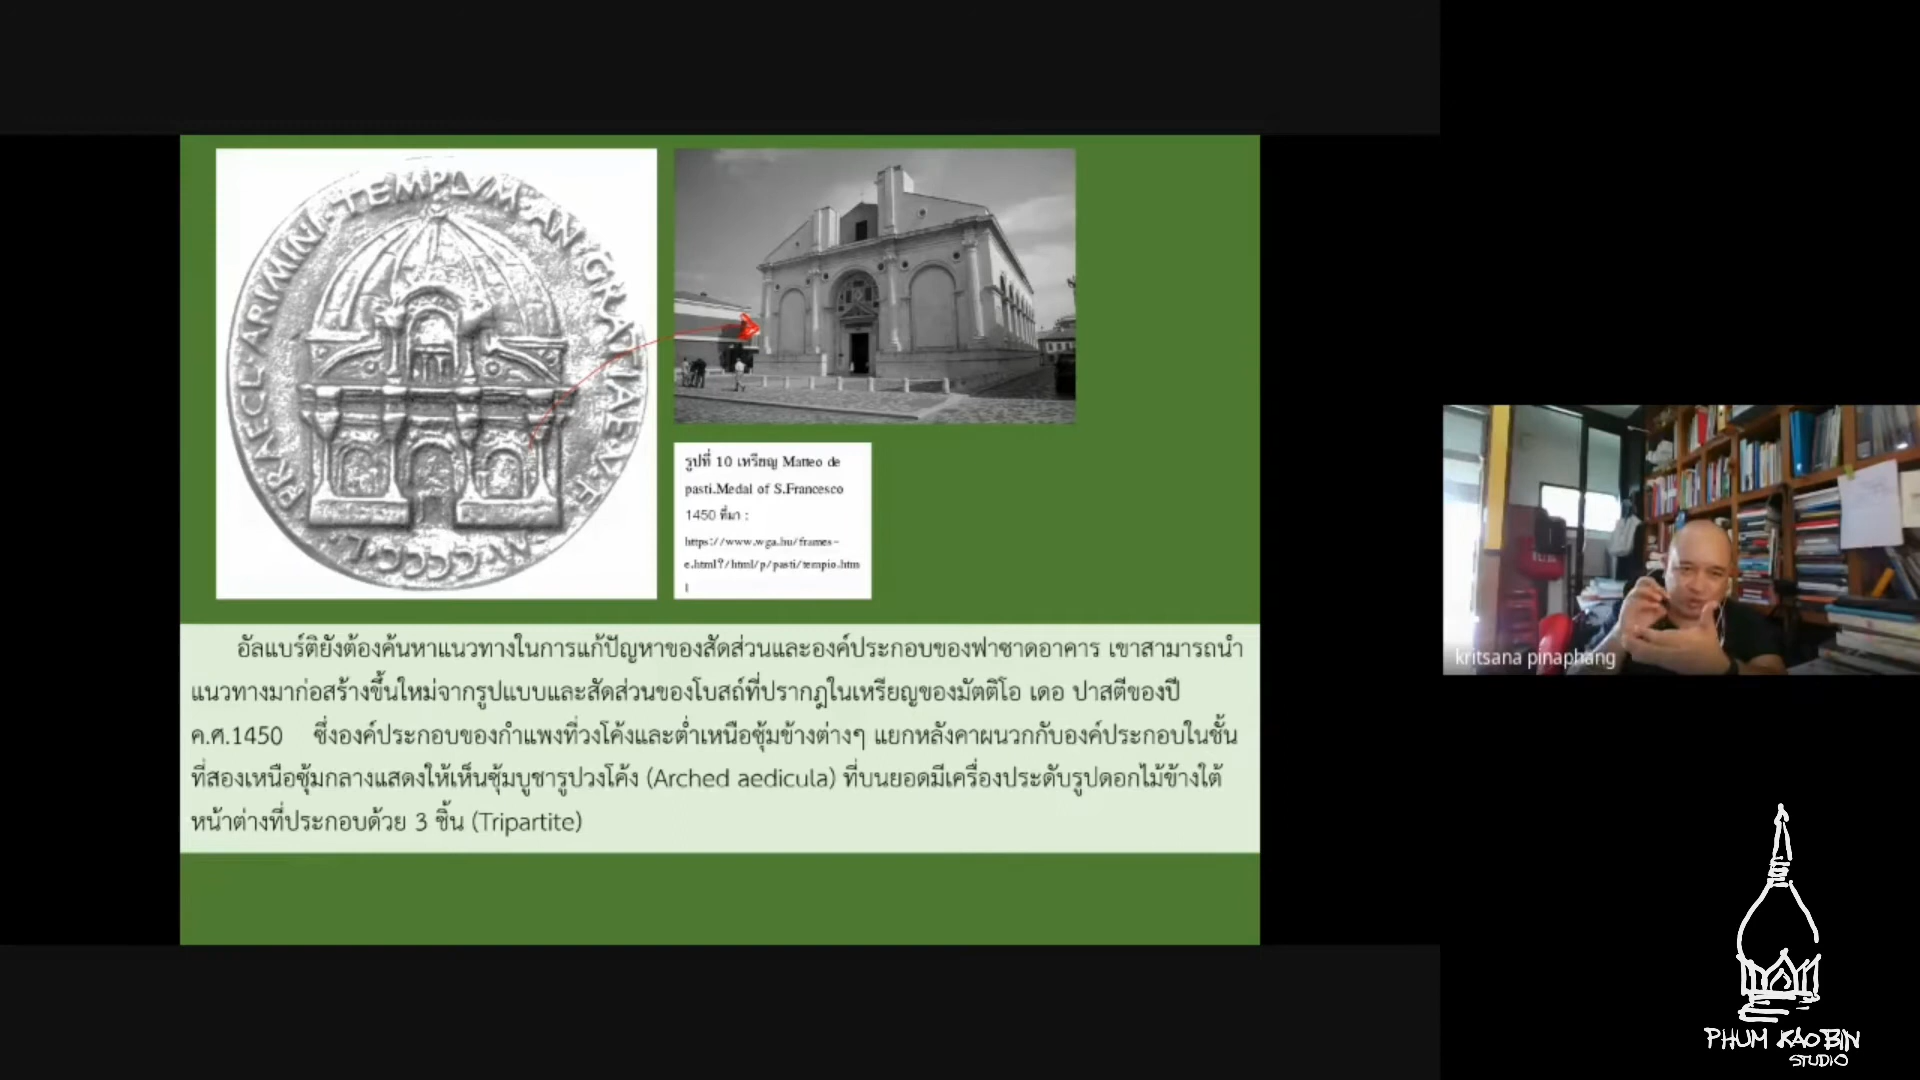 PRAECL·ARIMINI·TEMPLVM·AN·GRATIAE·V·F
รูปที่ 10 เหรียญ Matteo de
pasti.Medal of S.Francesco
1450 ที่มา :
https://www.wga.hu/frames-
e.html?/html/p/pasti/tempio.htm
l
อัลแบร์ติยังต้องค้นหาแนวทางในการแก้ปัญหาของสัดส่วนและองค์ประกอบของฟาซาดอาคาร เขาสามารถนำ
แนวทางมาก่อสร้างขึ้นใหม่จากรูปแบบและสัดส่วนของโบสถ์ที่ปรากฎในเหรียญของมัตติโอ เดอ ปาสตีของปี
ค.ศ.1450 ซึ่งองค์ประกอบของกำแพงที่วงโค้งและต่ำเหนือซุ้มข้างต่างๆ แยกหลังคาผนวกกับองค์ประกอบในชั้น
ที่สองเหนือซุ้มกลางแสดงให้เห็นซุ้มบูชารูปวงโค้ง (Arched aedicula) ที่บนยอดมีเครื่องประดับรูปดอกไม้ข้างใต้
หน้าต่างที่ประกอบด้วย 3 ชิ้น (Tripartite)
kritsana pinaphang
PHUM KAO BIN
STUDIO